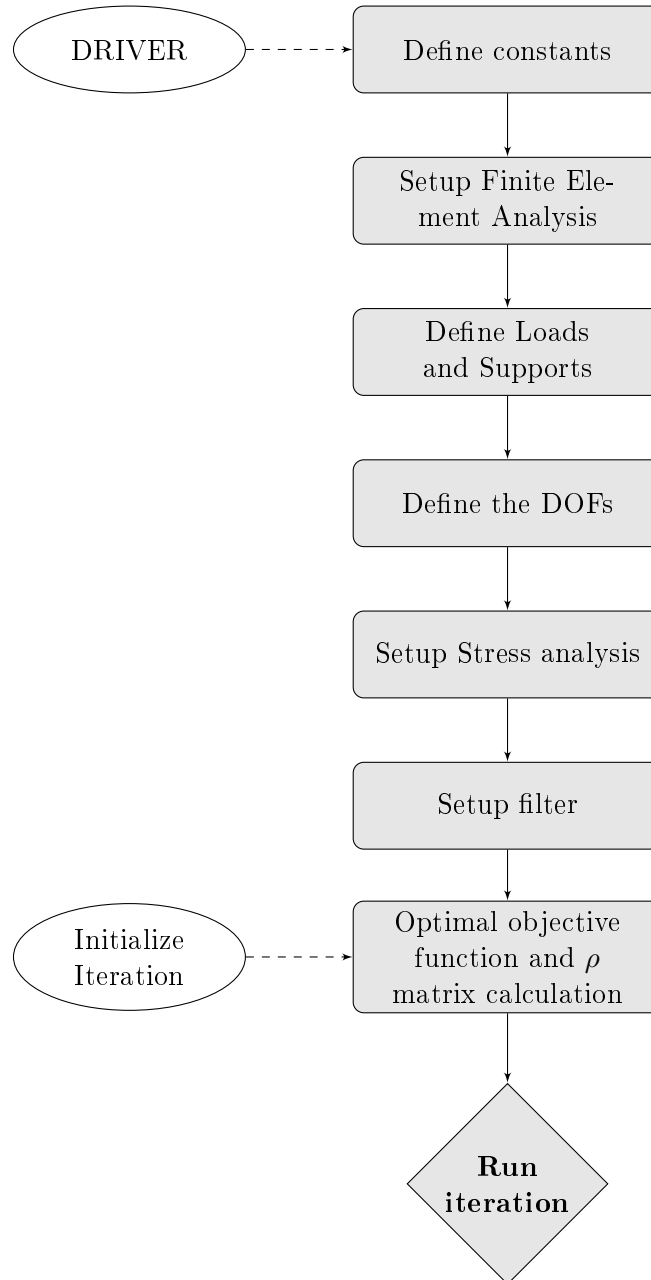 DRIVER
Define constants
Setup Finite Ele-
ment Analysis
Define Loads
and Supports
Define the DOFs
Setup Stress analysis
Setup filter
Initialize
Iteration
Optimal objective
function and ρ
matrix calculation
Run
iteration